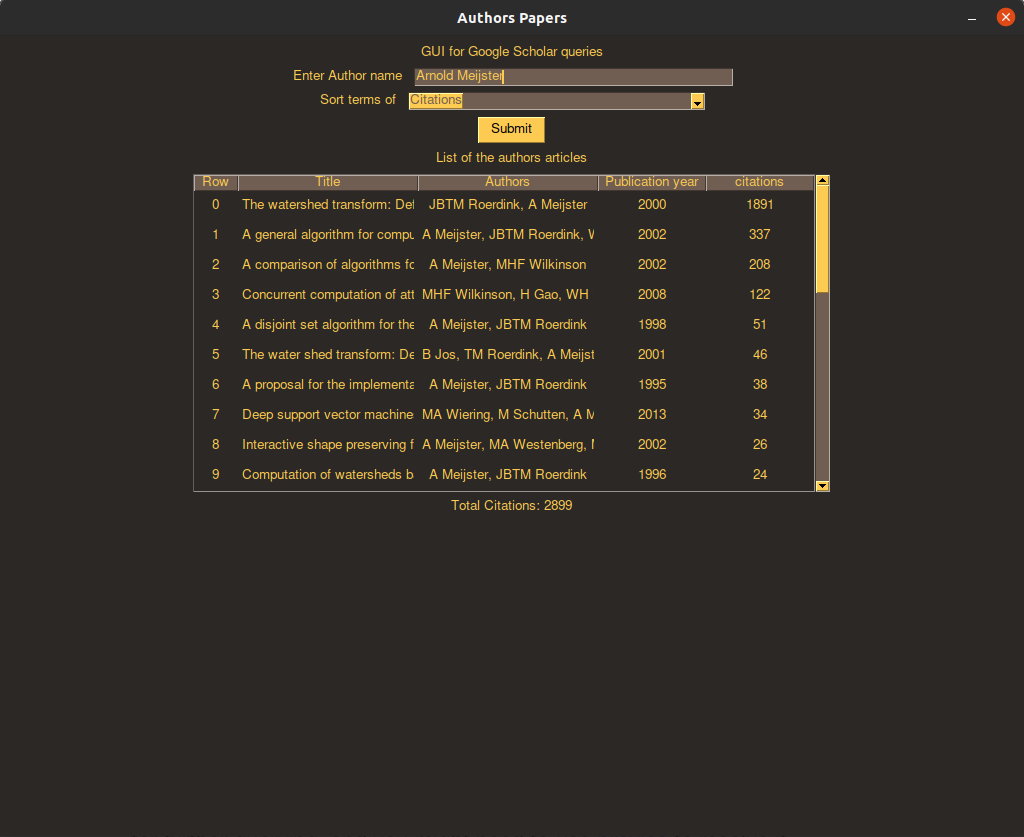 Authors Papers
GUI for Google Scholar queries
Enter Author name Arnold Meijster
Sort terms of Citations
Submit
List of the authors articles
Row Title Authors Publication year citations
0 The watershed transform: Def JBTM Roerdink, A Meijster 2000 1891
1 A general algorithm for compu A Meijster, JBTM Roerdink, W 2002 337
2 A comparison of algorithms fo A Meijster, MHF Wilkinson 2002 208
3 Concurrent computation of att MHF Wilkinson, H Gao, WH 2008 122
4 A disjoint set algorithm for the A Meijster, JBTM Roerdink 1998 51
5 The water shed transform: De B Jos, TM Roerdink, A Meijst 2001 46
6 A proposal for the implementa A Meijster, JBTM Roerdink 1995 38
7 Deep support vector machine MA Wiering, M Schutten, A M 2013 34
8 Interactive shape preserving f A Meijster, MA Westenberg, M 2002 26
9 Computation of watersheds b A Meijster, JBTM Roerdink 1996 24
Total Citations: 2899